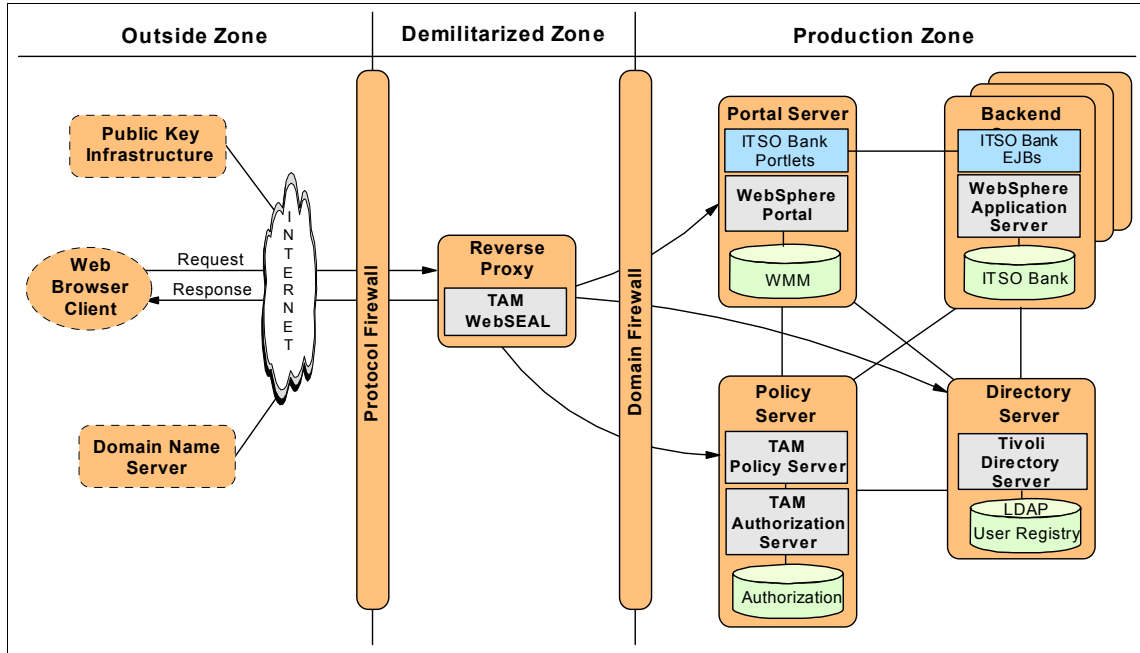 Outside Zone
Demilitarized Zone
Production Zone
Public Key
Infrastructure
Web
Browser
Client
Domain Name
Server
Request
Response
INTERNET
Protocol Firewall
Reverse
Proxy
TAM
WebSEAL
Domain Firewall
Portal Server
ITSO Bank
Portlets
WebSphere
Portal
WMM
Backend
ITSO Bank
EJBs
WebSphere
Application
Server
ITSO Bank
Policy
Server
TAM
Policy Server
TAM
Authorization
Server
Authorization
Directory
Server
Tivoli
Directory
Server
LDAP
User Registry